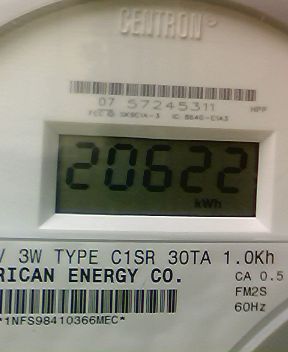 CENTRON
07 57245311
20622
kWh
V 3W TYPE C1SR 30TA 1.0Kh
RICAN ENERGY CO.
CA 0.5
FM2S
60Hz
*1NFS98410366MEC*